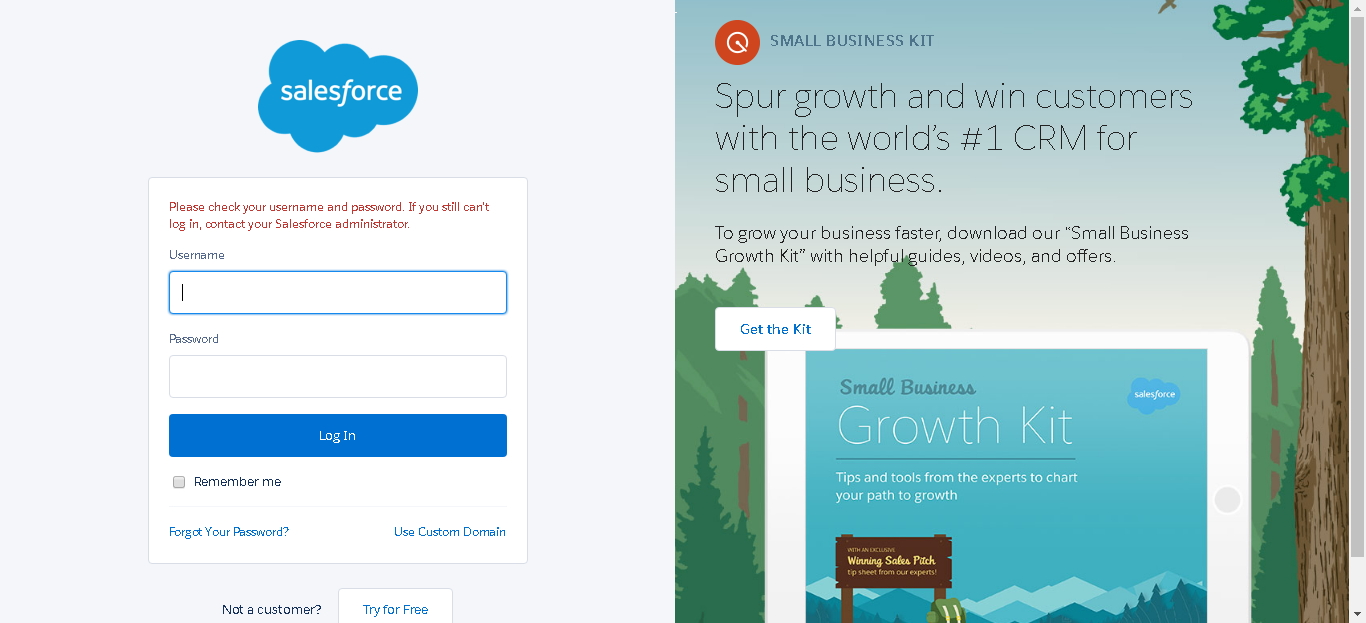 salesforce
Please check your username and password. If you still can't
log in, contact your Salesforce administrator.
Username
Password
Log In
Remember me
Forgot Your Password?
Use Custom Domain
Not a customer?
Try for Free
SMALL BUSINESS KIT
Spur growth and win customers
with the world’s #1 CRM for
small business.
To grow your business faster, download our “Small Business
Growth Kit” with helpful guides, videos, and offers.
Get the Kit
Small Business
salesforce
Growth Kit
Tips and tools from the experts to chart
your path to growth
WITH AN EXCLUSIVE
Winning Sales Pitch
tip sheet from our experts!